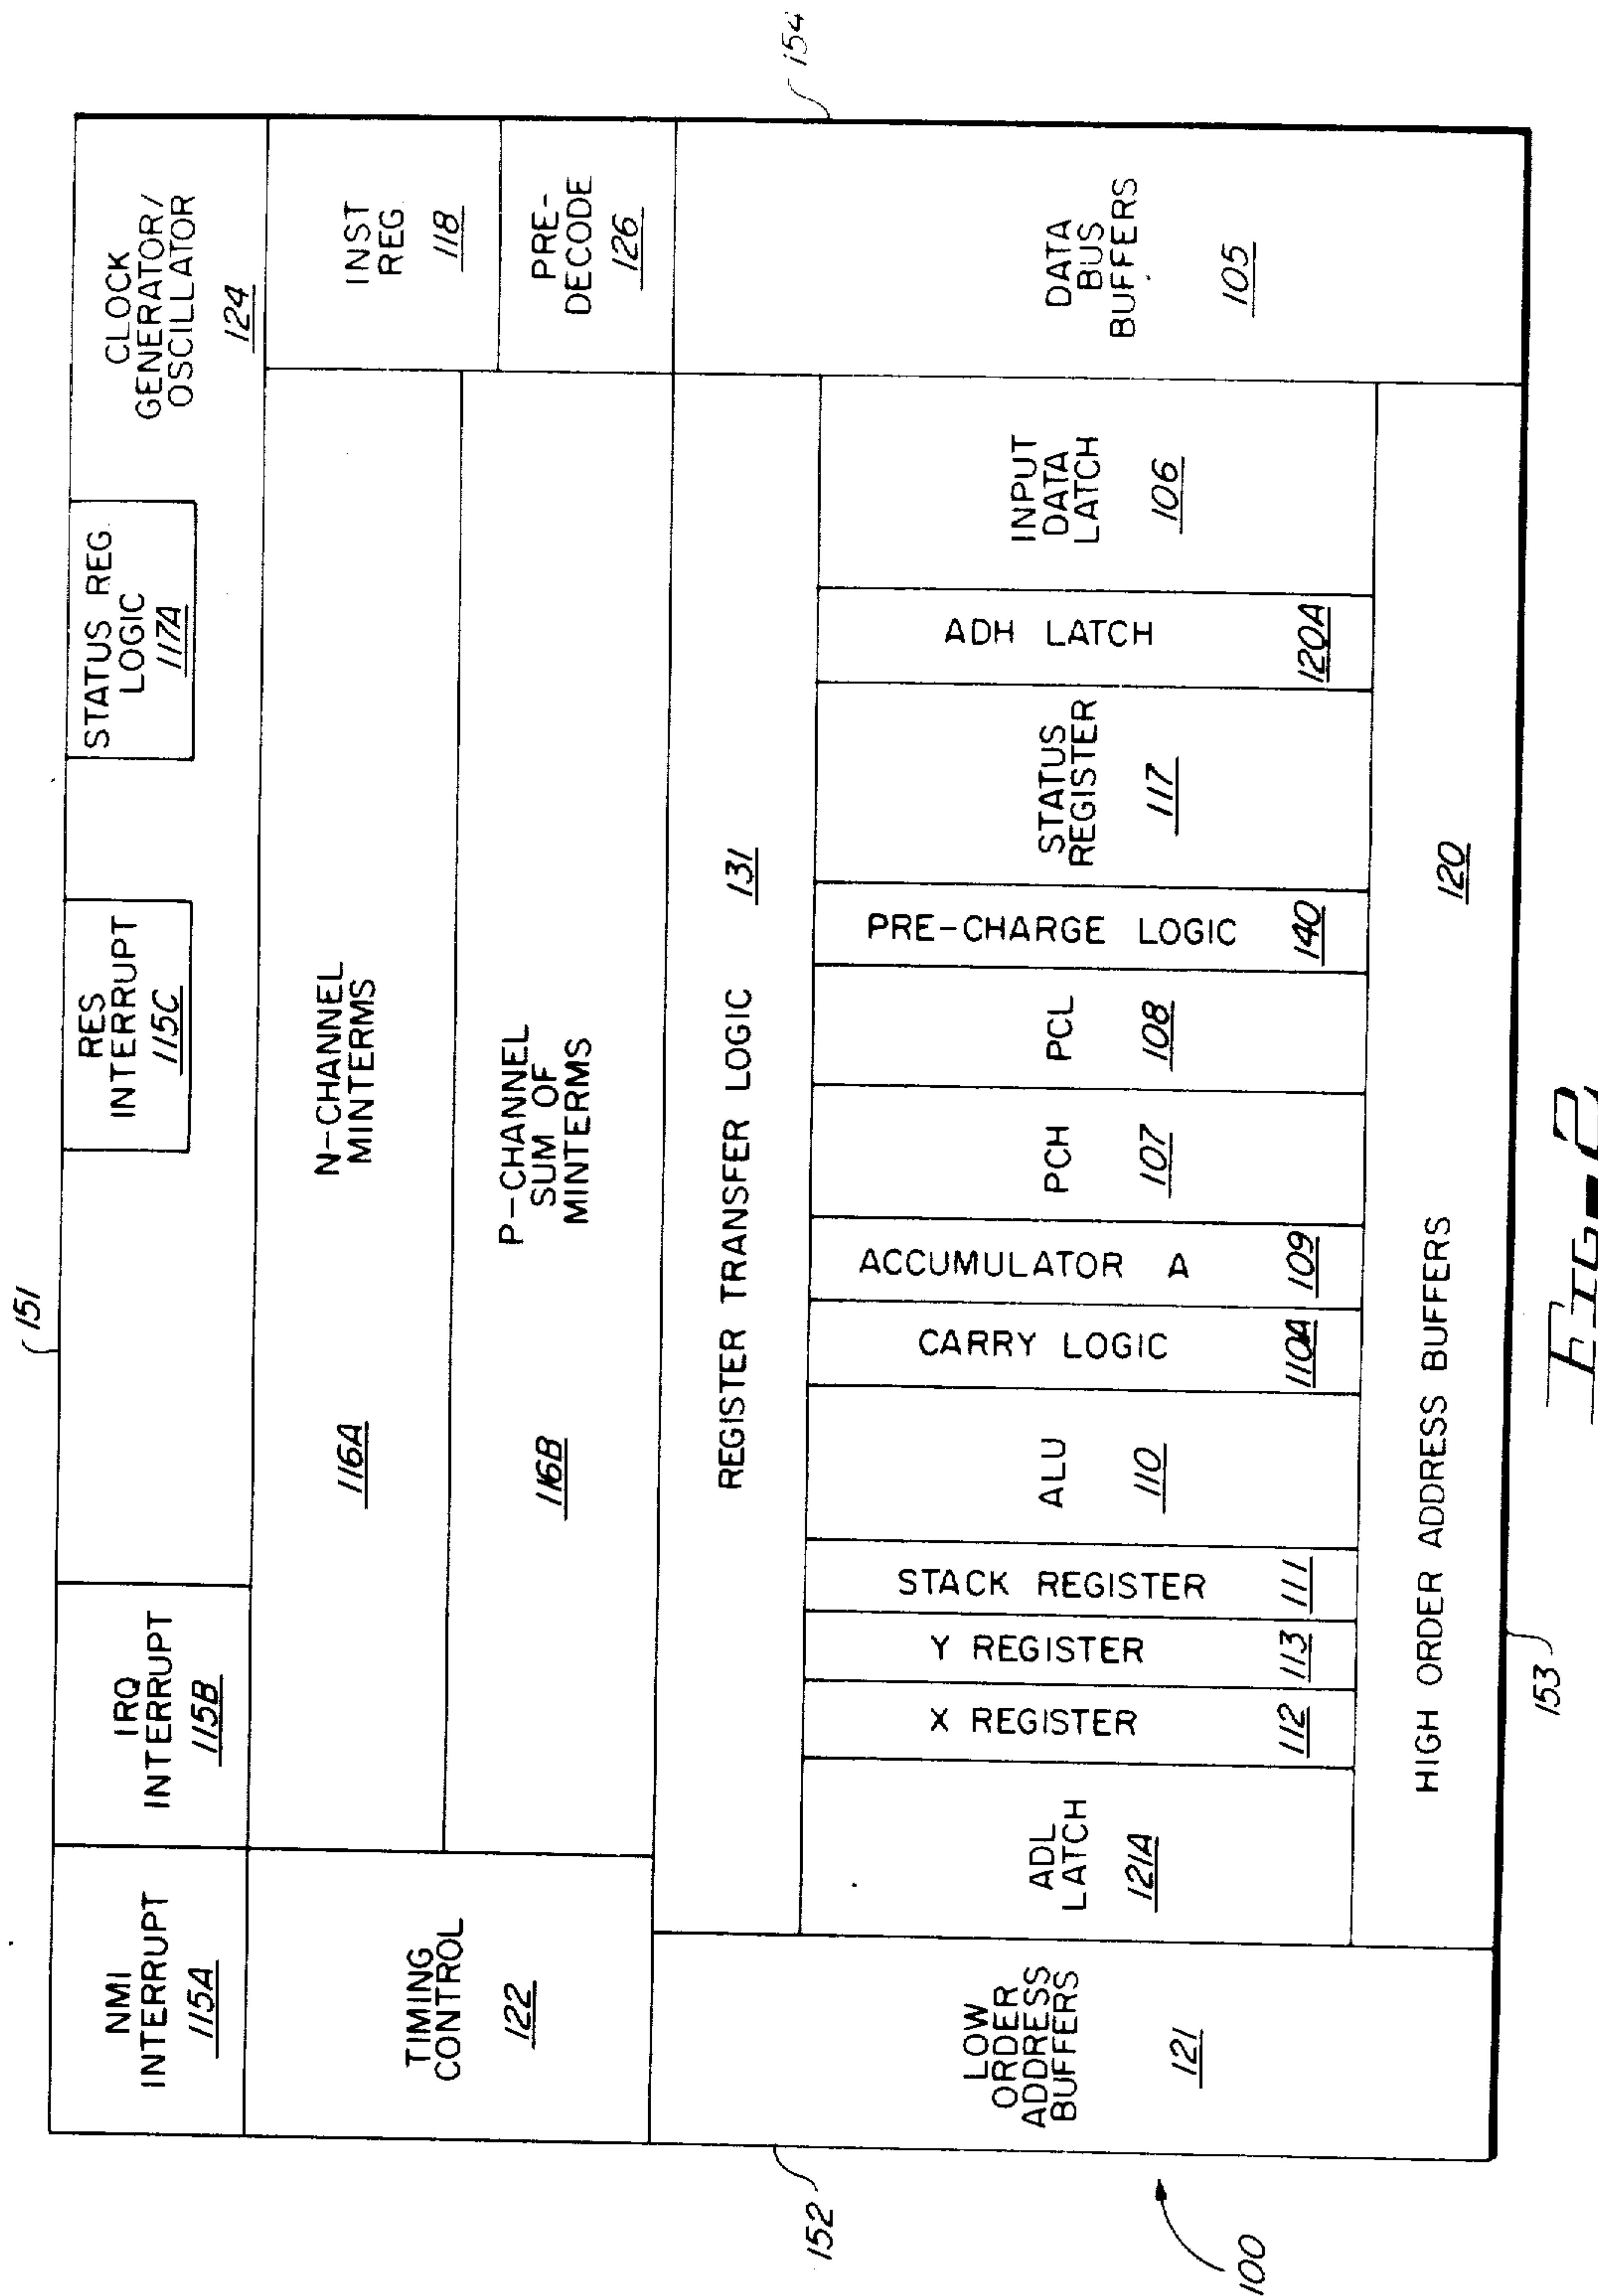 151
NMI
INTERRUPT
115A
IRQ
INTERRUPT
115B
RES
INTERRUPT
115C
STATUS REG.
LOGIC
117A
CLOCK
GENERATOR/
OSCILLATOR
124
TIMING
CONTROL
122
116A
N-CHANNEL
MINTERMS
INST
REG.
118
116B
P-CHANNEL
SUM OF
MINTERMS
PRE-
DECODE
126
152
154
REGISTER TRANSFER LOGIC 131
LOW
ORDER
ADDRESS
BUFFERS
121
ADL
LATCH
121A
X REGISTER
112
Y REGISTER
113
STACK REGISTER
111
ALU
110
CARRY LOGIC
110A
ACCUMULATOR A
109
PCH
107
PCL
108
PRE-CHARGE LOGIC
140
STATUS
REGISTER
117
ADH LATCH
120A
INPUT
DATA
LATCH
106
DATA
BUS
BUFFERS
105
HIGH ORDER ADDRESS BUFFERS 120
100
153
FIG-2